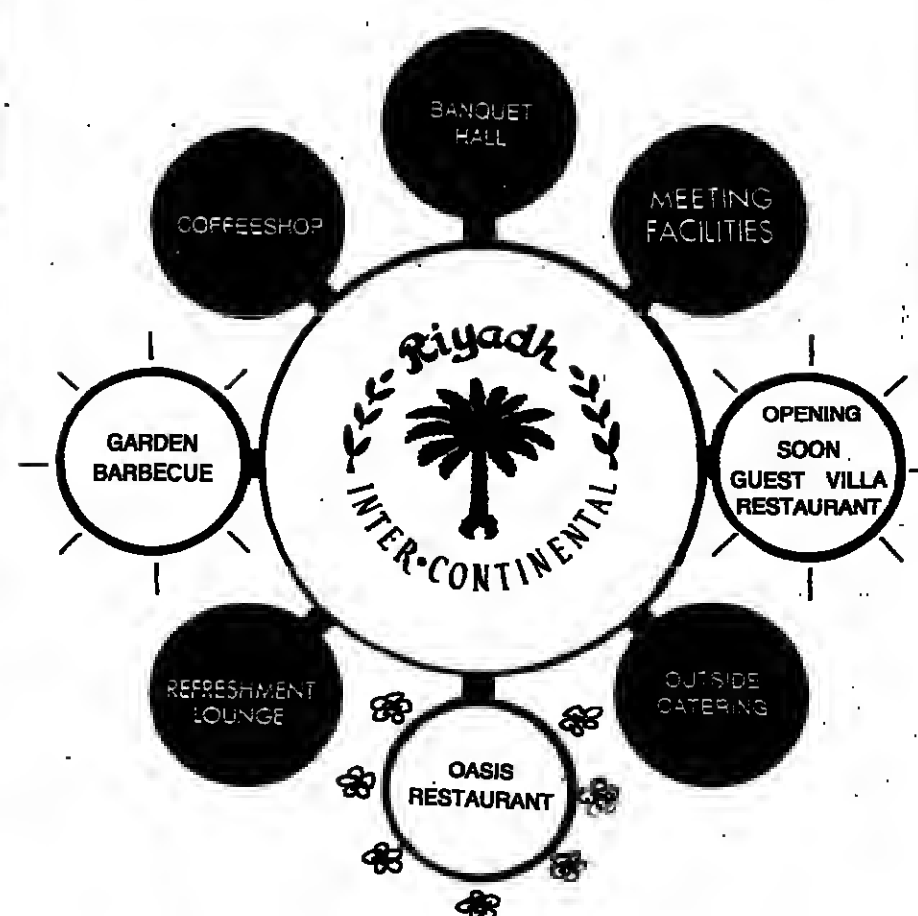 BANQUET
HALL
COFFEESHOP
MEETING
FACILITIES
Riyadh
INTER•CONTINENTAL
GARDEN
BARBECUE
OPENING
SOON
GUEST VILLA
RESTAURANT
REFRESHMENT
LOUNGE
OUTSIDE
CATERING
OASIS
RESTAURANT